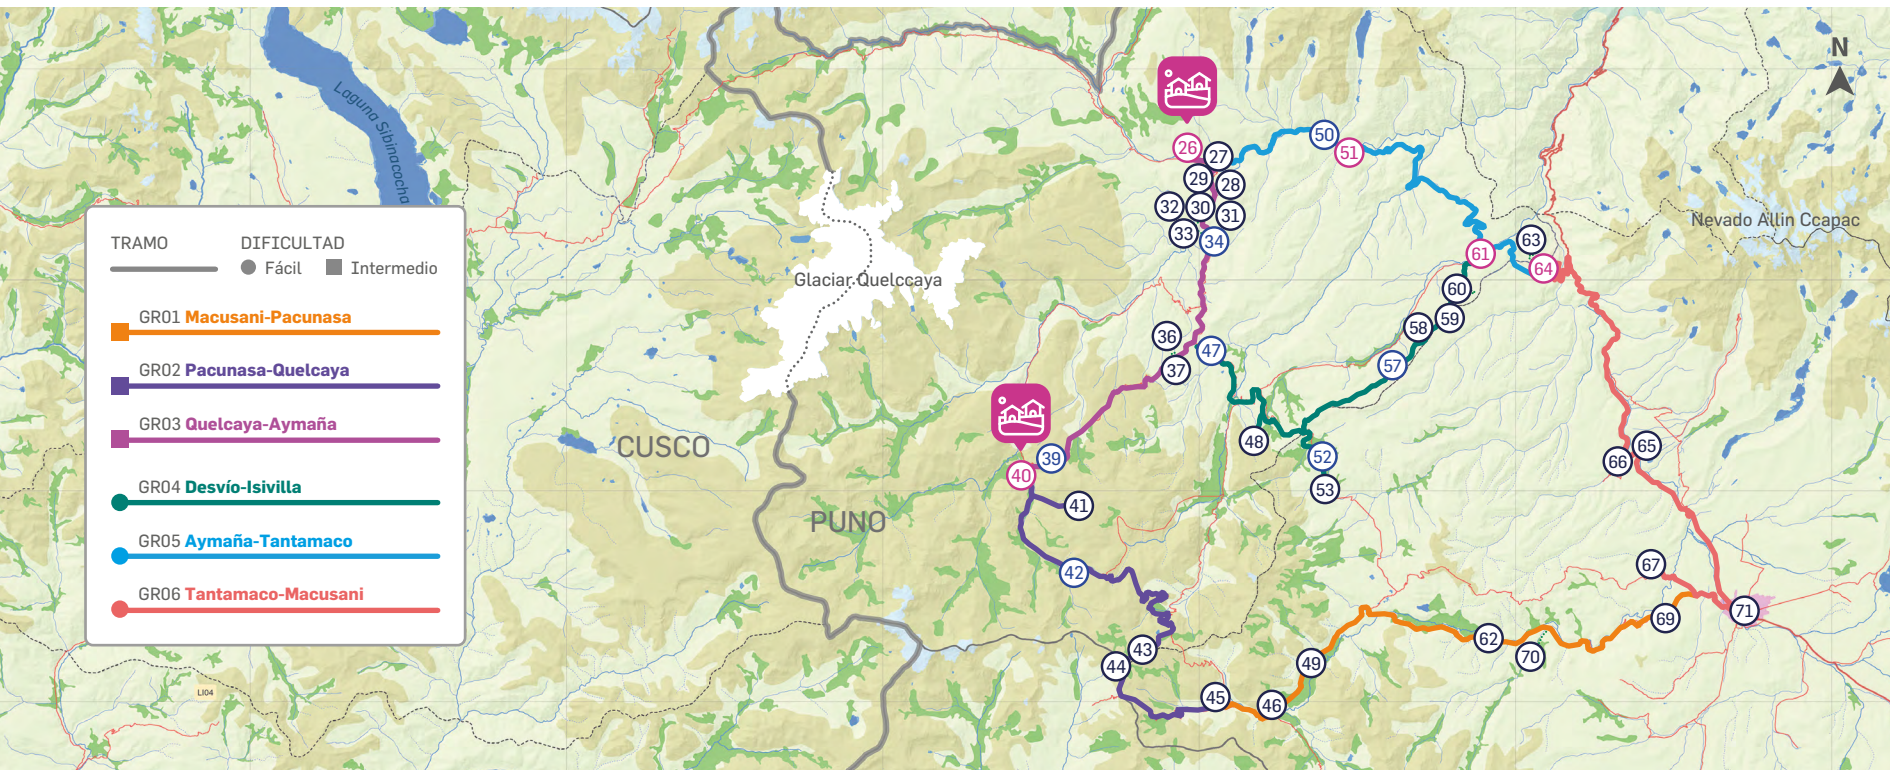 N
Laguna Sibinacocha
26
27
50
51
29
28
32
30
31
33
34
Nevado Allin Ccapac
63
61
64
Glaciar Quelccaya
60
59
58
36
47
37
57
TRAMO
DIFICULTAD
Fácil
Intermedio
GR01 Macusani-Pacunasa
GR02 Pacunasa-Quelcaya
GR03 Quelcaya-Aymaña
GR04 Desvío-Isivilla
GR05 Aymaña-Tantamaco
GR06 Tantamaco-Macusani
CUSCO
48
39
52
65
66
40
53
41
PUNO
42
67
71
69
62
70
43
44
49
45
46
LI04